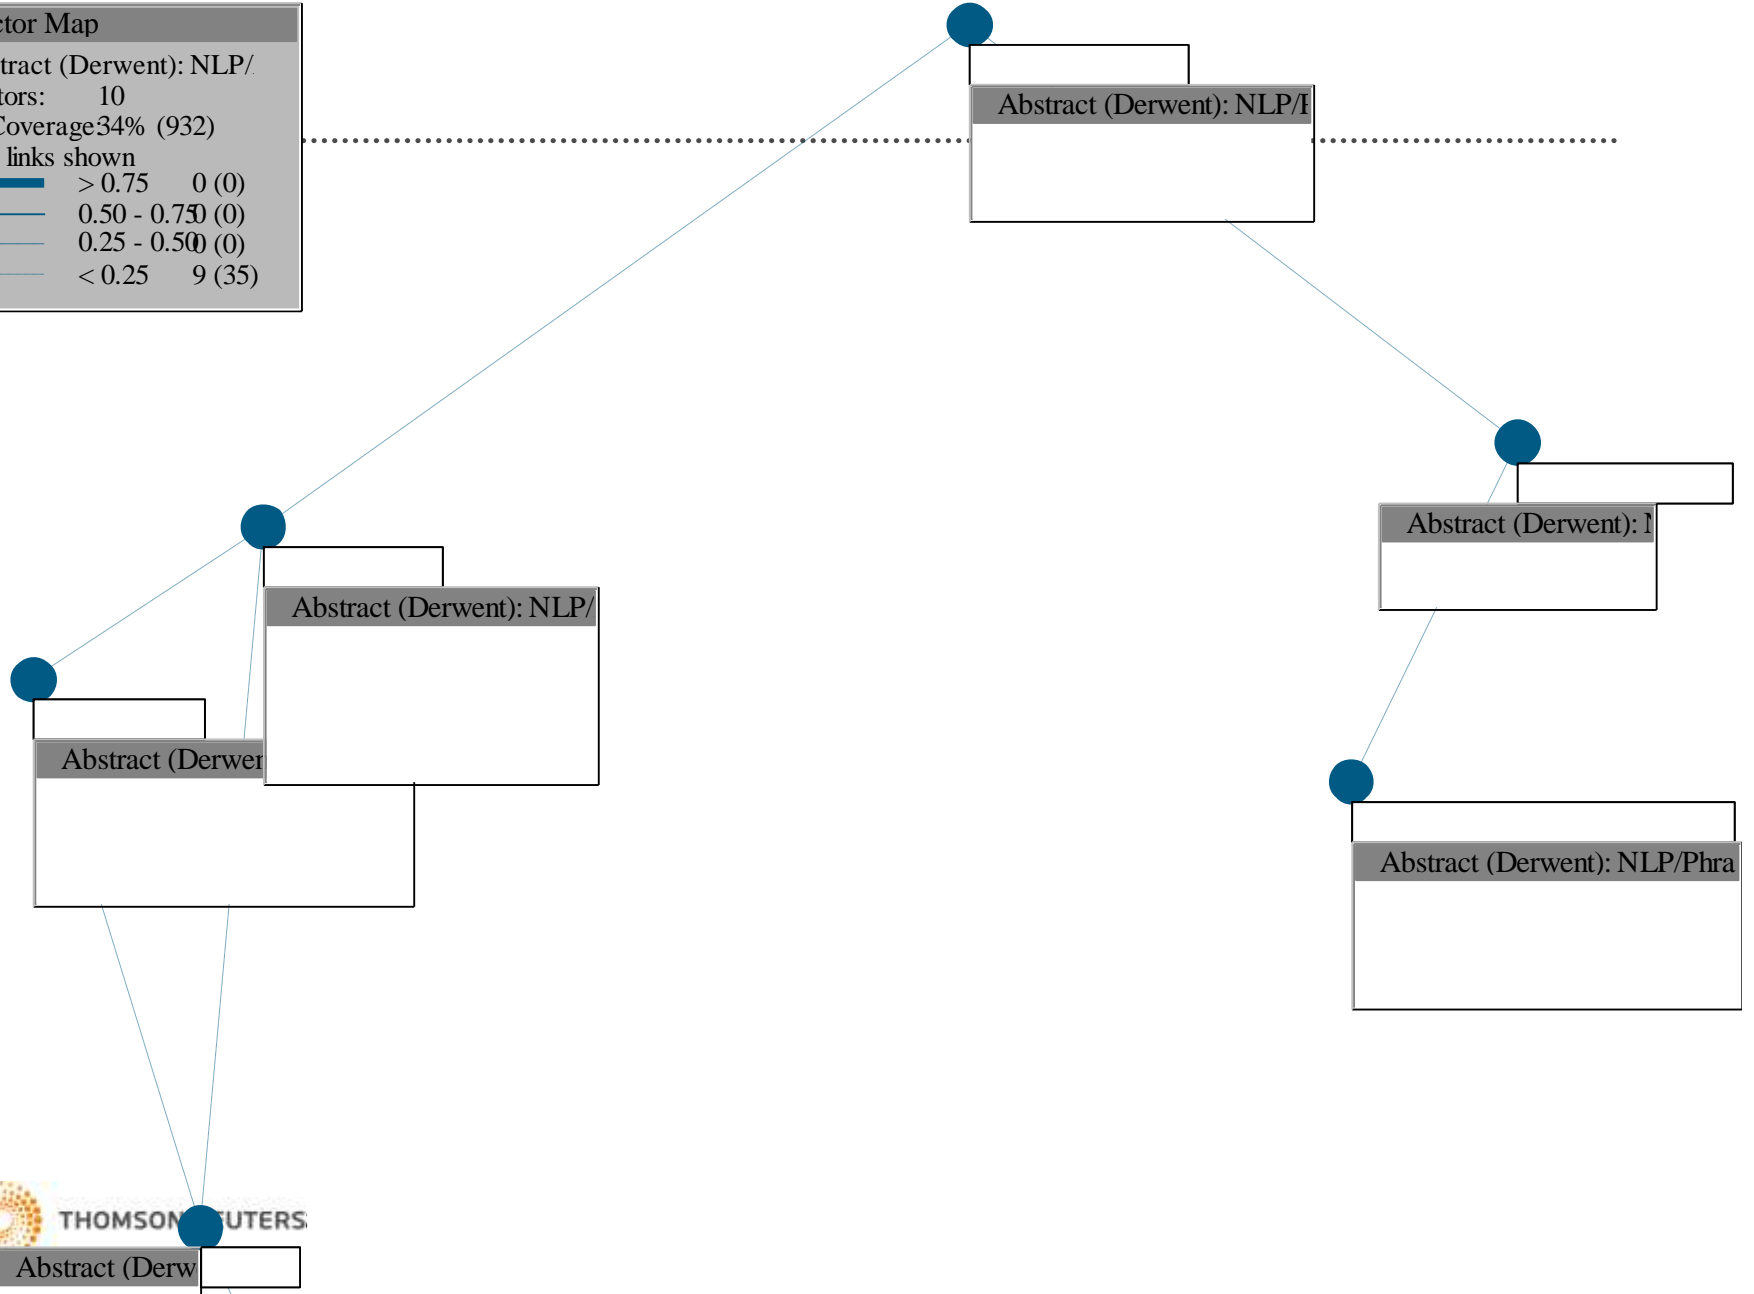 ctor Map
tract (Derwent): NLP/
tors: 10
Coverage:34% (932)
links shown
> 0.75 0 (0)
0.50 - 0.75 0 (0)
0.25 - 0.50 0 (0)
< 0.25 9 (35)
Abstract (Derwent): NLP/P
Abstract (Derwent): N
Abstract (Derwent): NLP/
Abstract (Derwen
Abstract (Derwent): NLP/Phra
THOMSON EUTERS
Abstract (Derw